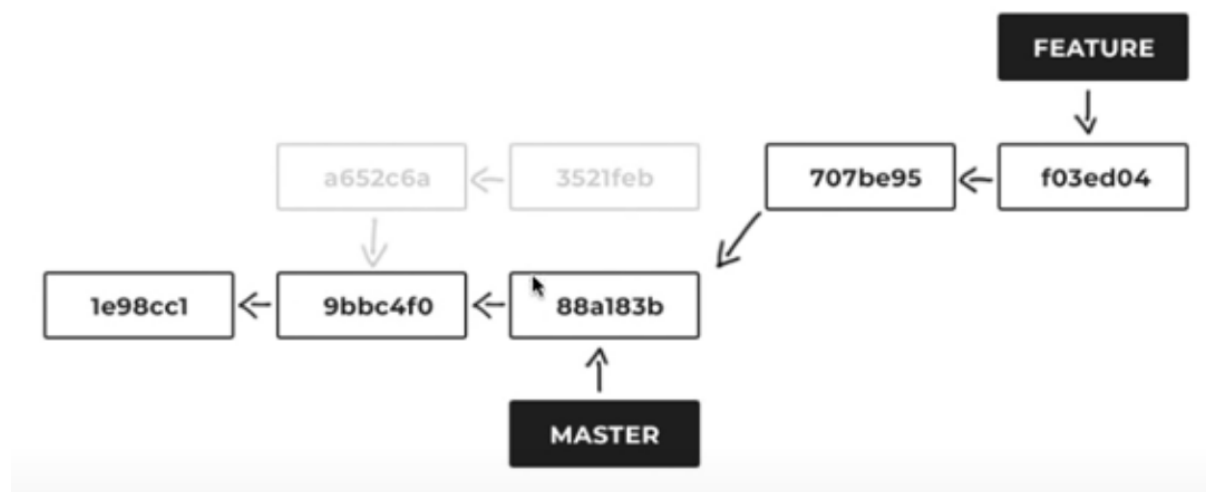 FEATURE
a652c6a
3521feb
707be95
f03ed04
1e98cc1
9bbc4f0
88a183b
MASTER